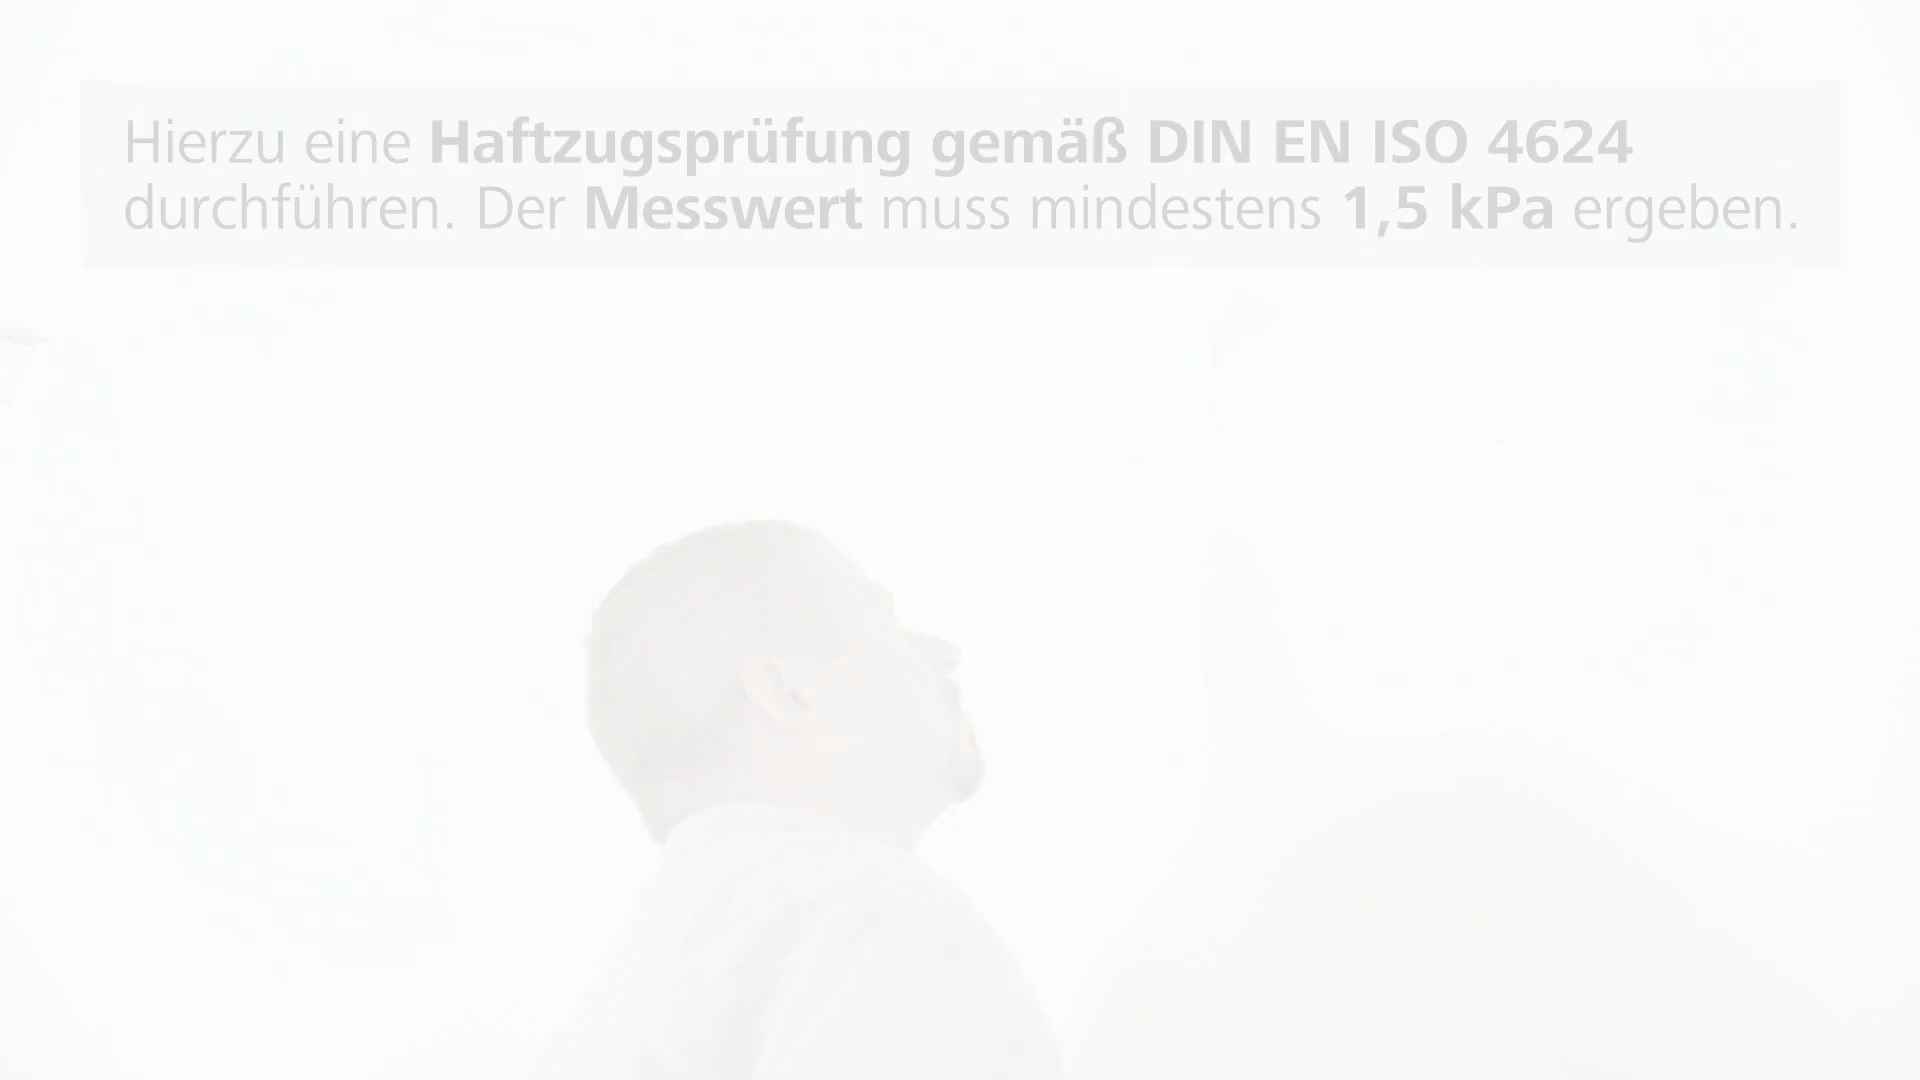 Hierzu eine Haftzugsprüfung gemäß DIN EN ISO 4624
durchführen. Der Messwert muss mindestens 1,5 kPa ergeben.